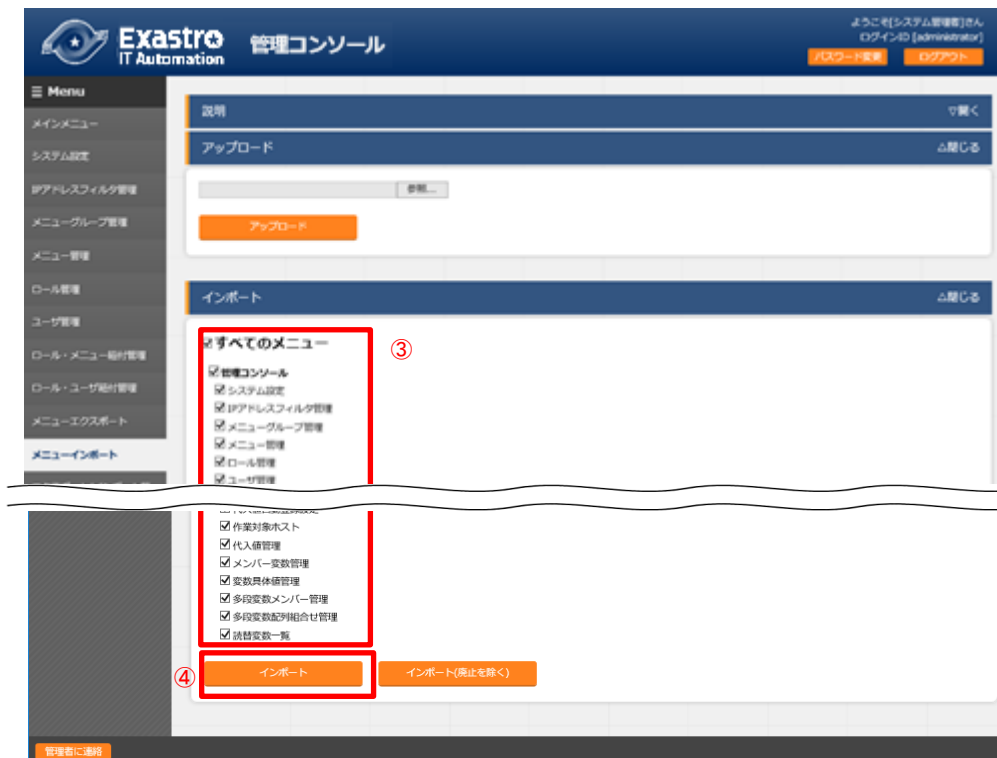 Exastro
IT Automation
管理コンソール
ようこそ[システム管理者]さん
ログインID [administrator]
パスワード変更
ログアウト
Menu
メインメニュー
システム設定
IPアドレスフィルタ管理
メニューグループ管理
メニュー管理
ロール管理
ユーザ管理
ロール・メニュー紐付管理
ロール・ユーザ紐付管理
メニューエクスポート
メニューインポート
説明
▽開く
アップロード
△閉じる
参照...
アップロード
インポート
△閉じる
すべてのメニュー
③
管理コンソール
システム設定
IPアドレスフィルタ管理
メニューグループ管理
メニュー管理
ロール管理
ユーザ管理
作業対象ホスト
代入値管理
メンバー変数管理
変数具体値管理
多段変数メンバー管理
多段変数配列組合せ管理
読替変数一覧
④
インポート
インポート(廃止を除く)
管理者に連絡